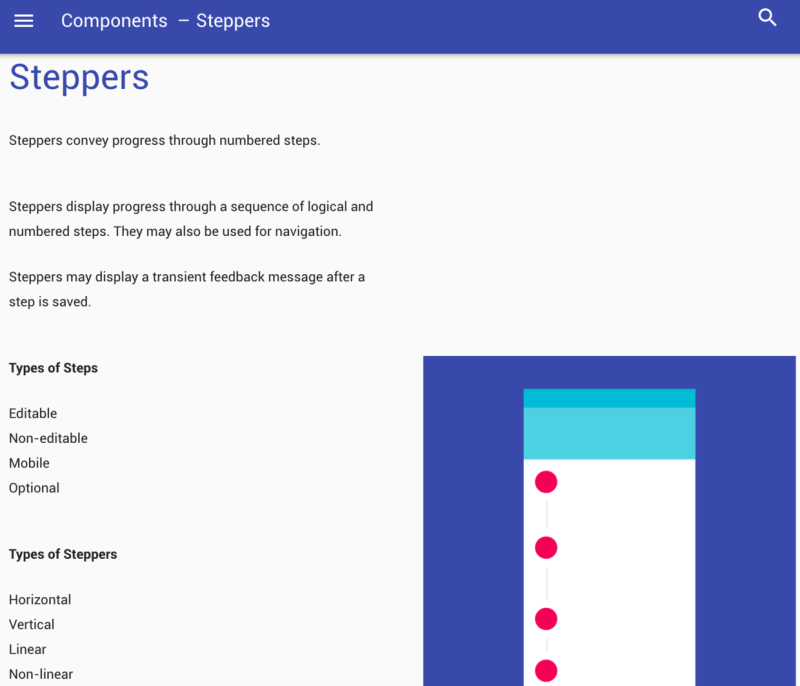 Components – Steppers
Steppers
Steppers convey progress through numbered steps.
Steppers display progress through a sequence of logical and
numbered steps. They may also be used for navigation.
Steppers may display a transient feedback message after a
step is saved.
Types of Steps
Editable
Non-editable
Mobile
Optional
Types of Steppers
Horizontal
Vertical
Linear
Non-linear